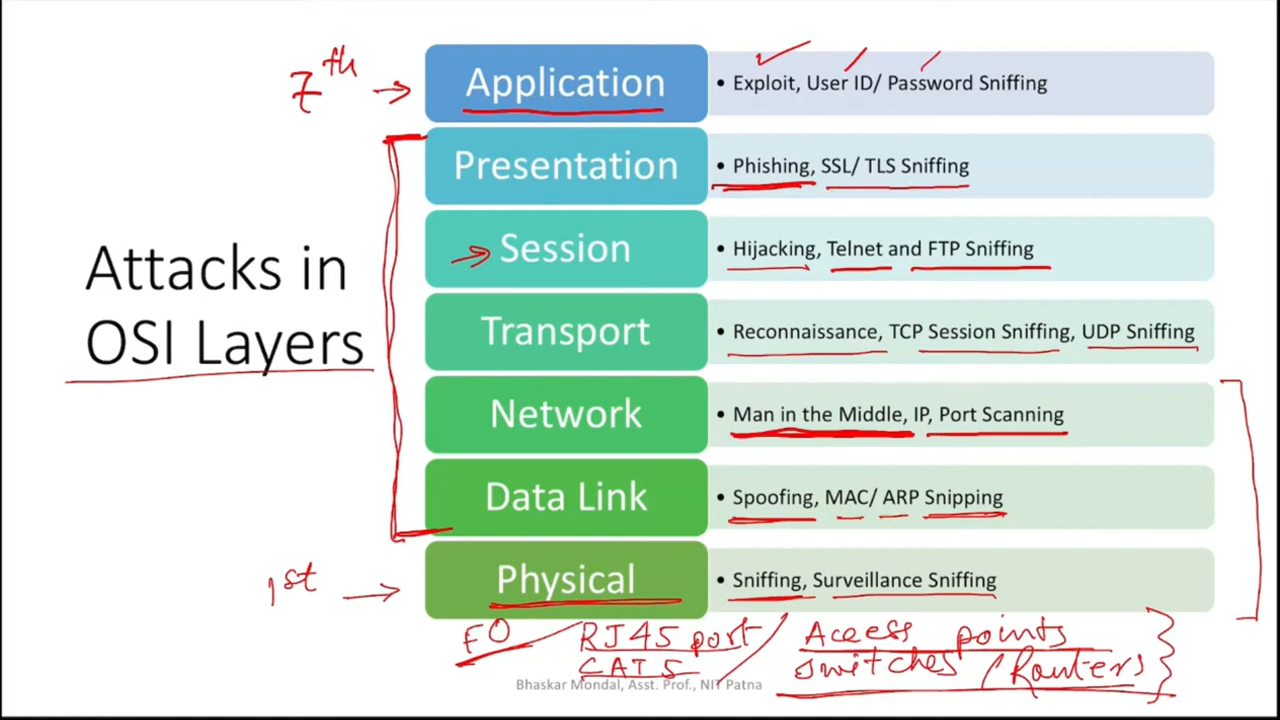 7th
Application
• Exploit, User ID/ Password Sniffing
Presentation
• Phishing, SSL/ TLS Sniffing
Attacks in
OSI Layers
Session
• Hijacking, Telnet and FTP Sniffing
Transport
• Reconnaissance, TCP Session Sniffing, UDP Sniffing
Network
• Man in the Middle, IP, Port Scanning
Data Link
• Spoofing, MAC/ ARP Snipping
1st
Physical
• Sniffing, Surveillance Sniffing
FO / RJ45 port / Access points
CAT5 switches / Routers
Bhaskar Mondal, Asst. Prof., NIT Patna